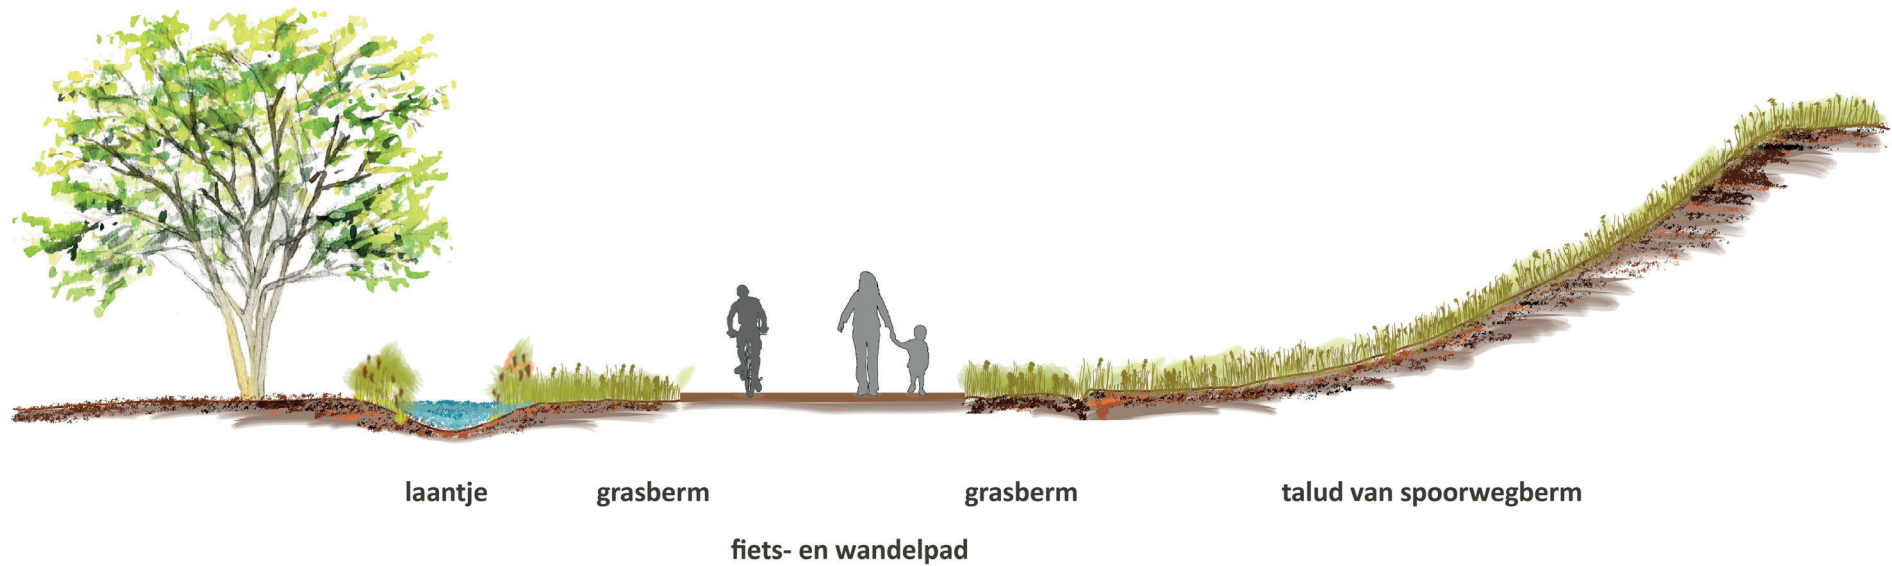 laantje
grasberm
grasberm
talud van spoorwegberm
fiets- en wandelpad